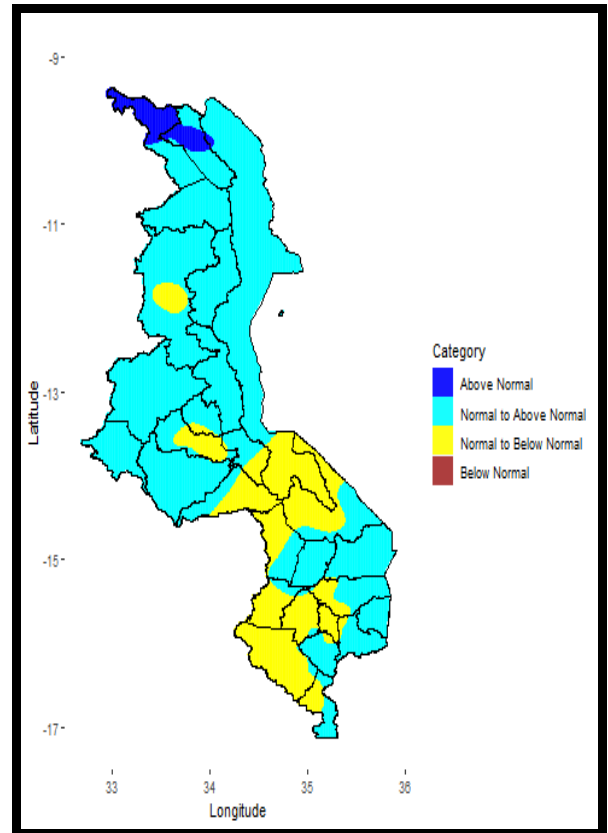 -9
-11
-13
-15
-17
Latitude
33 34 35 36
Longitude
Category
Above Normal
Normal to Above Normal
Normal to Below Normal
Below Normal